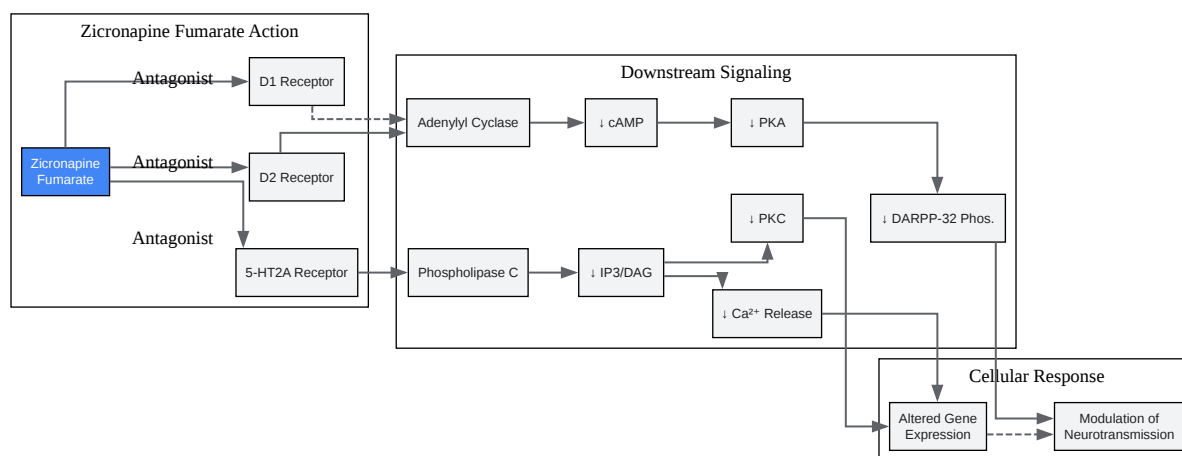 Zicronapine Fumarate Action
Antagonist
D1 Receptor
Zicronapine
Fumarate
Antagonist
D2 Receptor
Antagonist
5-HT2A Receptor
Downstream Signaling
Adenylyl Cyclase
↓ cAMP
↓ PKA
↓ PKC
↓ DARPP-32 Phos.
Phospholipase C
↓ IP3/DAG
↓ Ca²⁺ Release
Cellular Response
Altered Gene
Expression
Modulation of
Neurotransmission